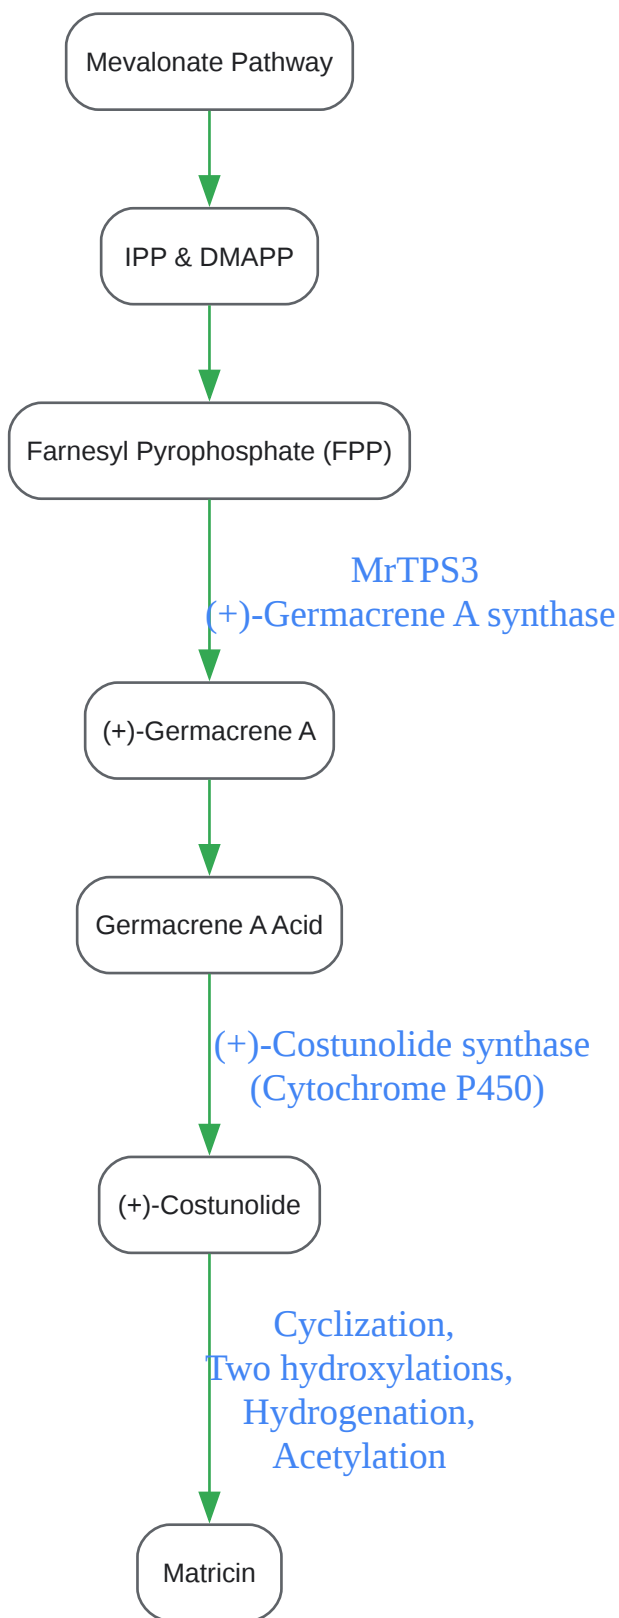 Mevalonate Pathway
IPP & DMAPP
Farnesyl Pyrophosphate (FPP)
MrTPS3
(+)-Germacrene A synthase
(+)-Germacrene A
Germacrene A Acid
(+)-Costunolide synthase
(Cytochrome P450)
(+)-Costunolide
Cyclization,
Two hydroxylations,
Hydrogenation,
Acetylation
Matricin